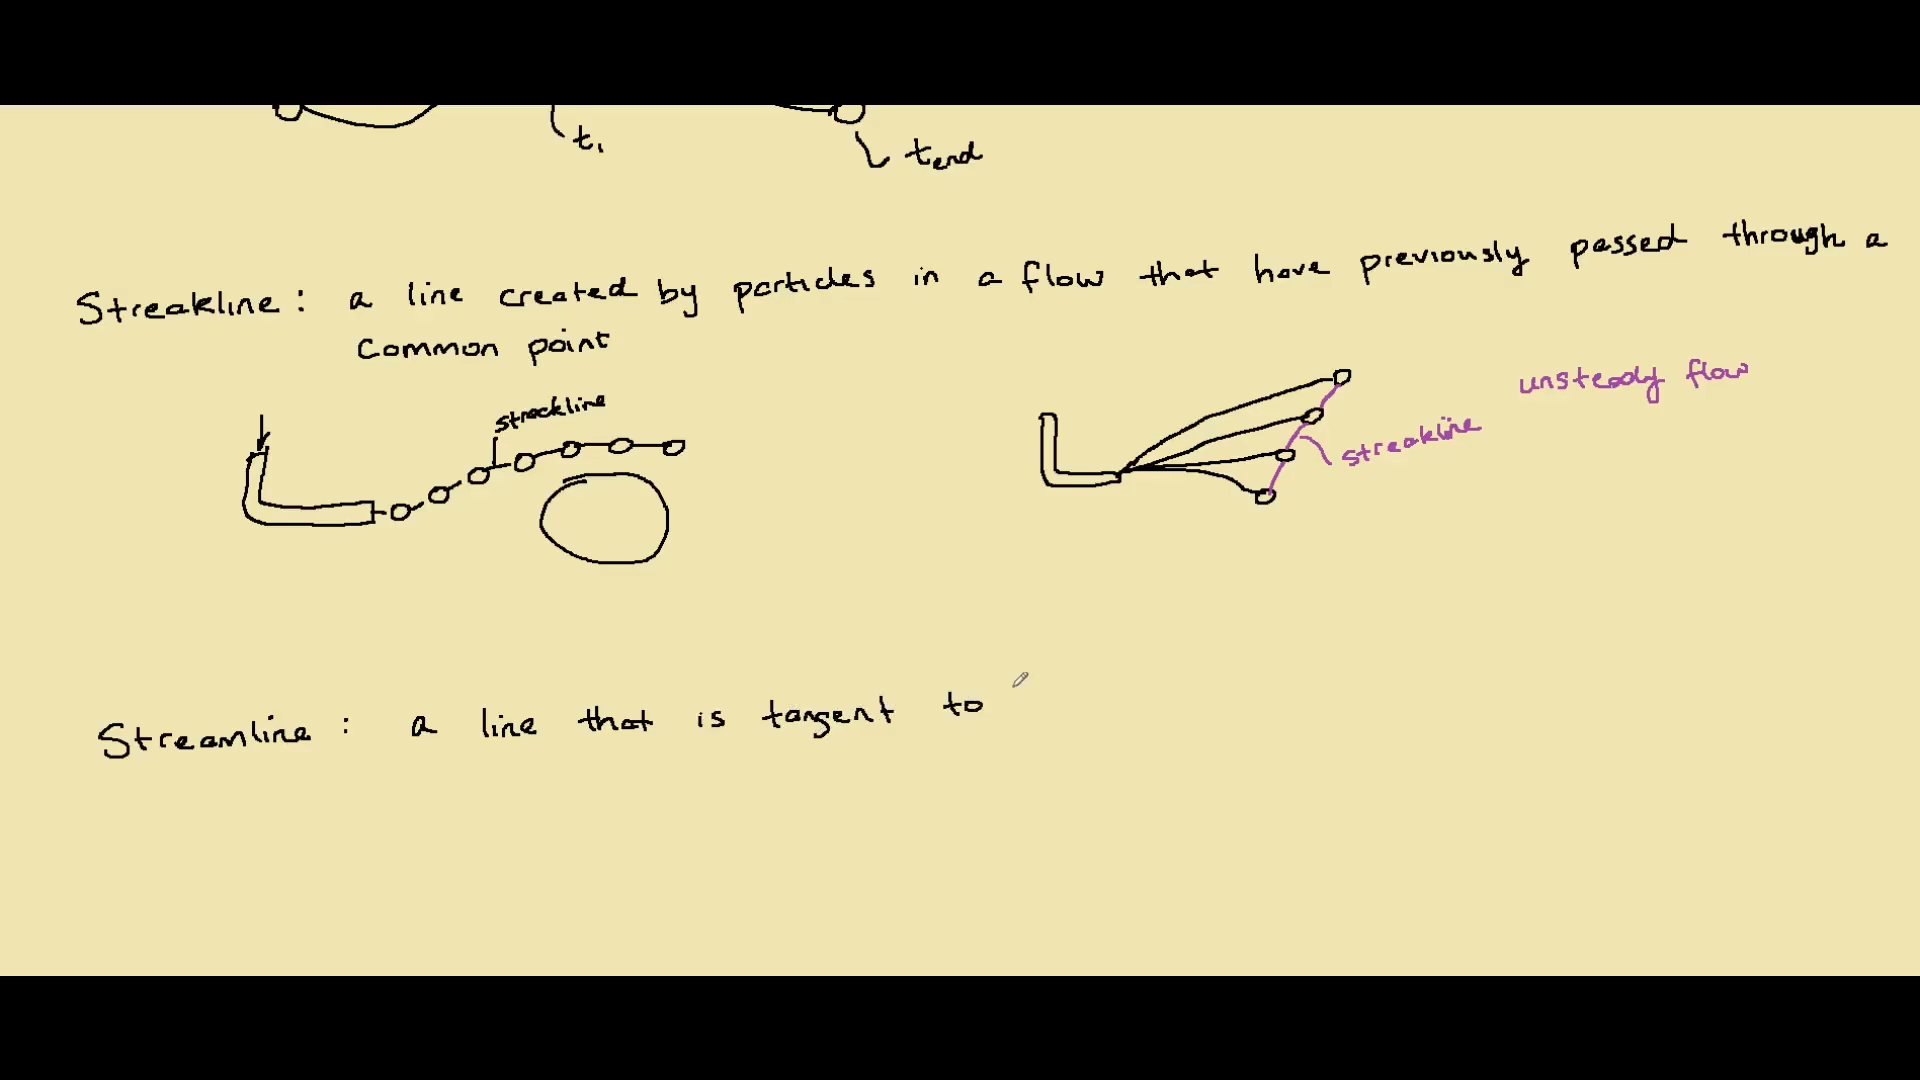 t₁
tend
Streakline: a line created by particles in a flow that have previously passed through a
common point
streakline
unsteady flow
streakline
Streamline: a line that is tangent to